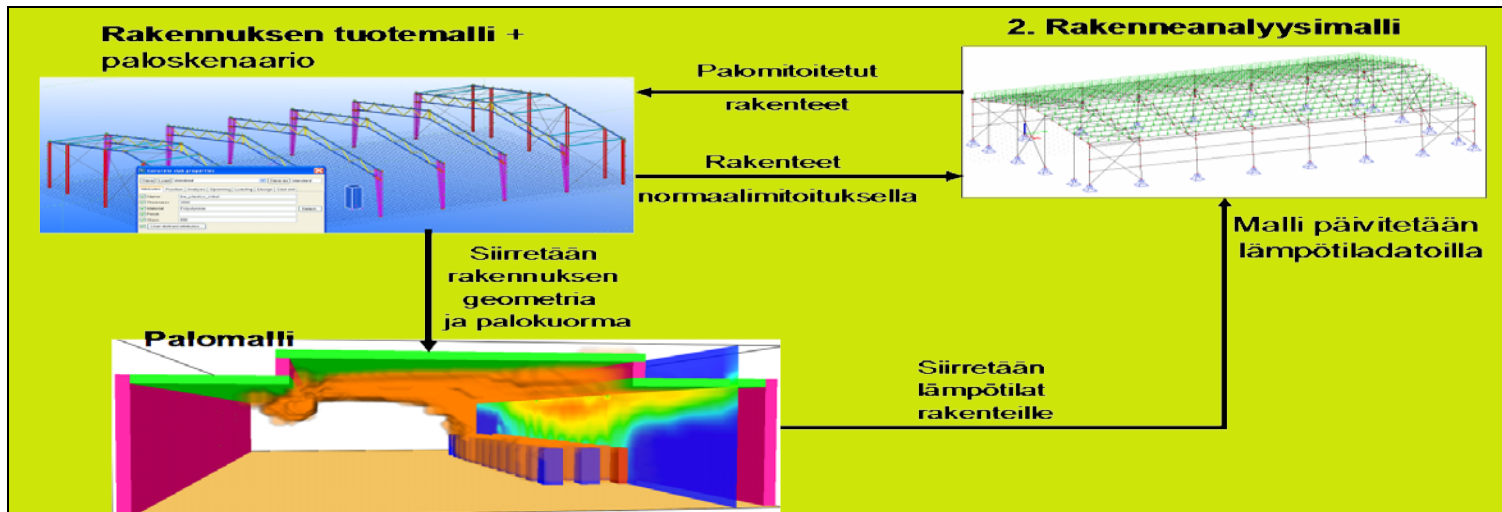 Rakennuksen tuotemalli +
paloskenaario
2. Rakenneanalyysimalli
Palomitoitetut
rakenteet
Rakenteet
normaalimitoituksella
Malli päivitetään
lämpötiladatoilla
Siirretään
rakennuksen
geometria
ja palokuorma
Palomalli
Siirretään
lämpötilat
rakenteille